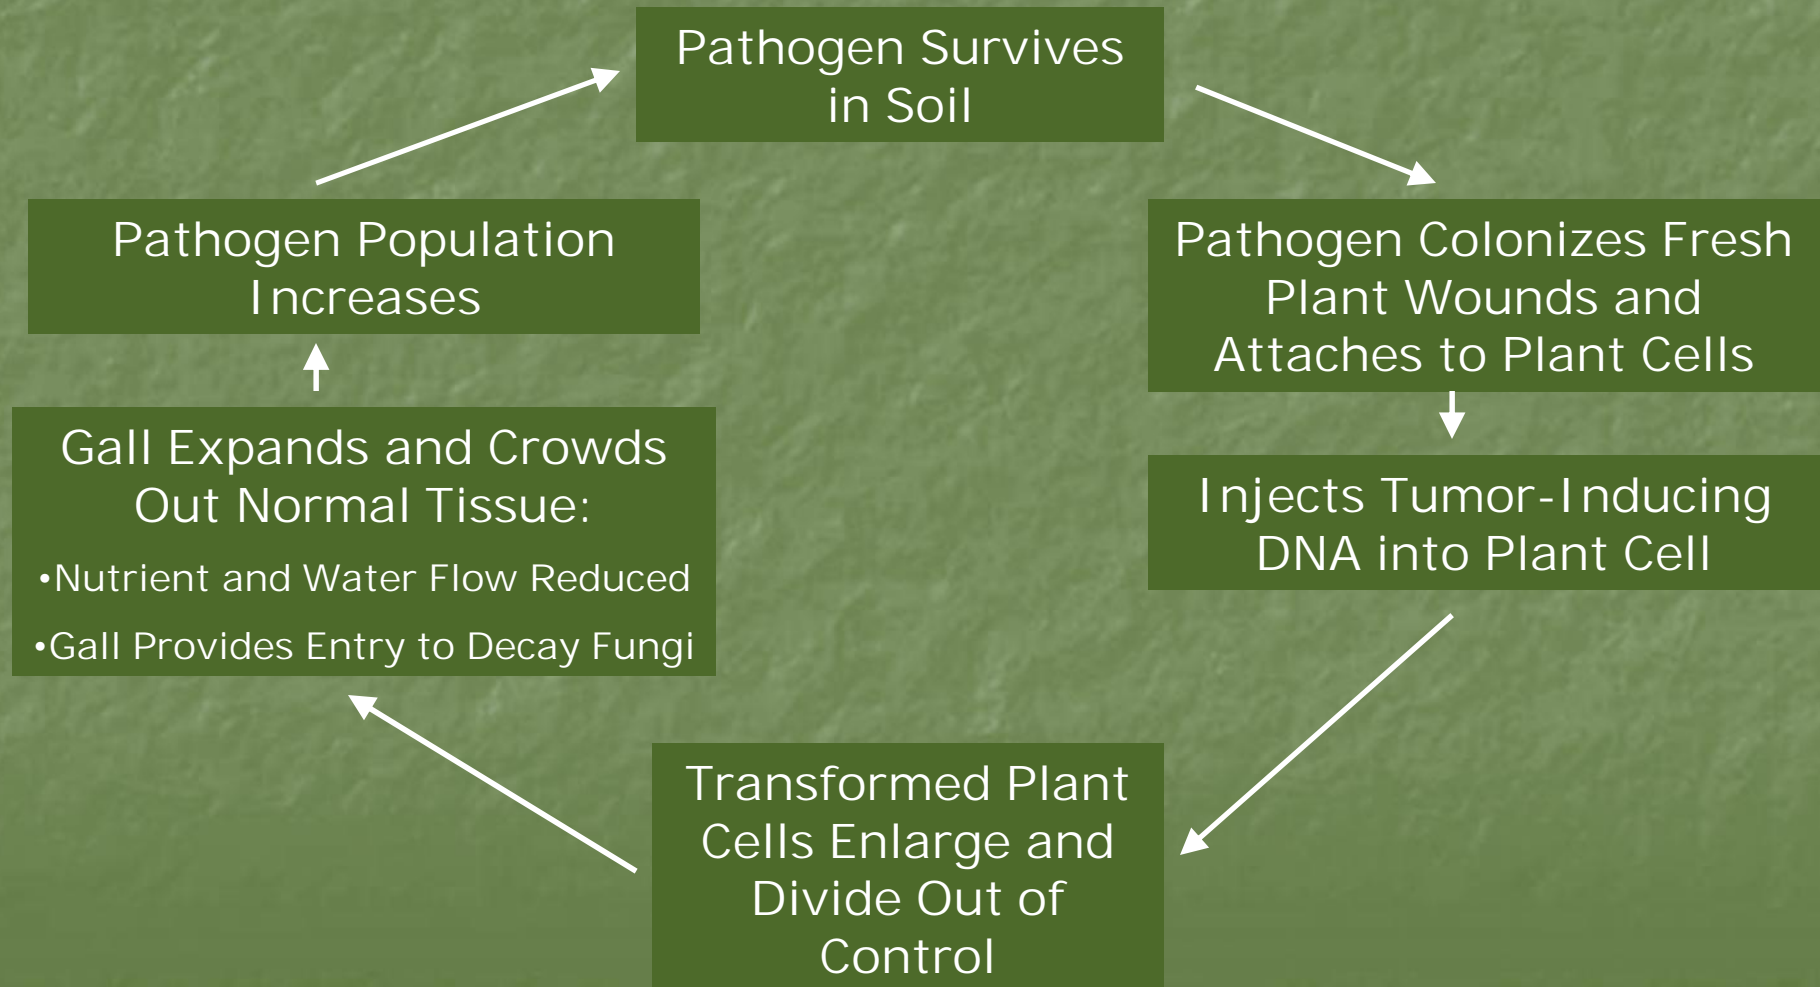 Pathogen Survives
in Soil
Pathogen Colonizes Fresh
Plant Wounds and
Attaches to Plant Cells
Injects Tumor-Inducing
DNA into Plant Cell
Transformed Plant
Cells Enlarge and
Divide Out of
Control
Gall Expands and Crowds
Out Normal Tissue:
•Nutrient and Water Flow Reduced
•Gall Provides Entry to Decay Fungi
Pathogen Population
Increases